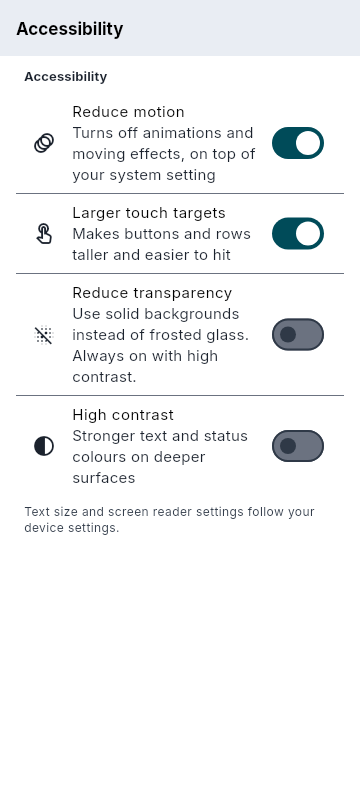 Accessibility
Accessibility
Reduce motion
Turns off animations and
moving effects, on top of
your system setting
Larger touch targets
Makes buttons and rows
taller and easier to hit
Reduce transparency
Use solid backgrounds
instead of frosted glass.
Always on with high
contrast.
High contrast
Stronger text and status
colours on deeper
surfaces
Text size and screen reader settings follow your
device settings.